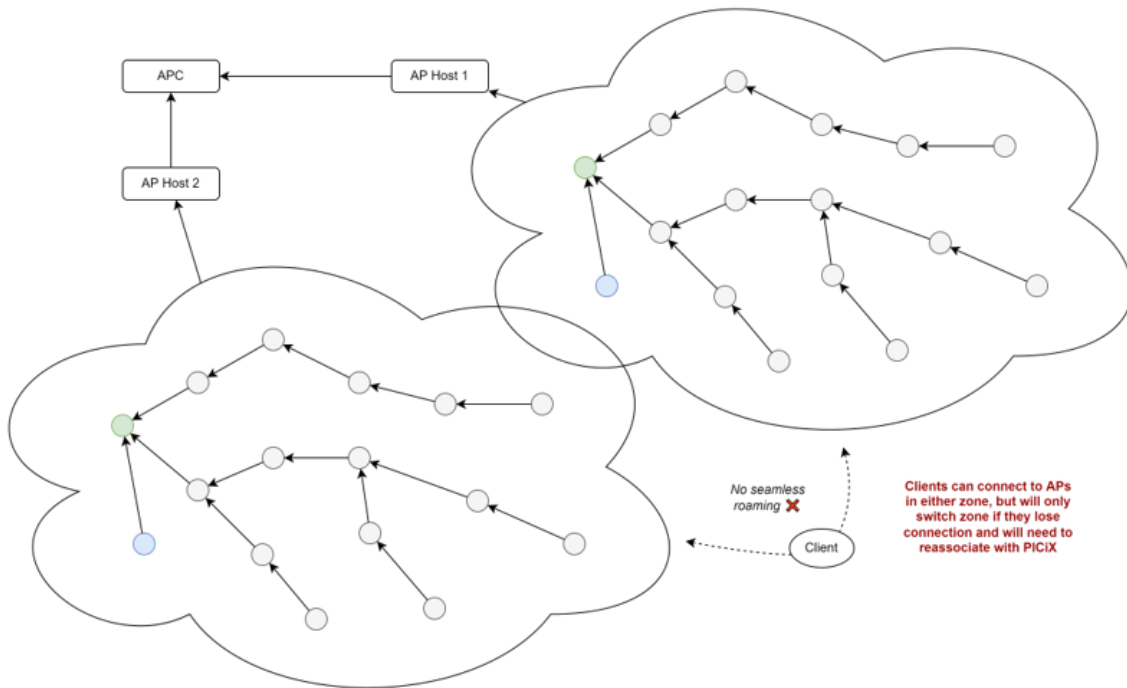 APC
AP Host 1
AP Host 2
No seamless
roaming ❌
Client
Clients can connect to APs
in either zone, but will only
switch zone if they lose
connection and will need to
reassociate with PICiX